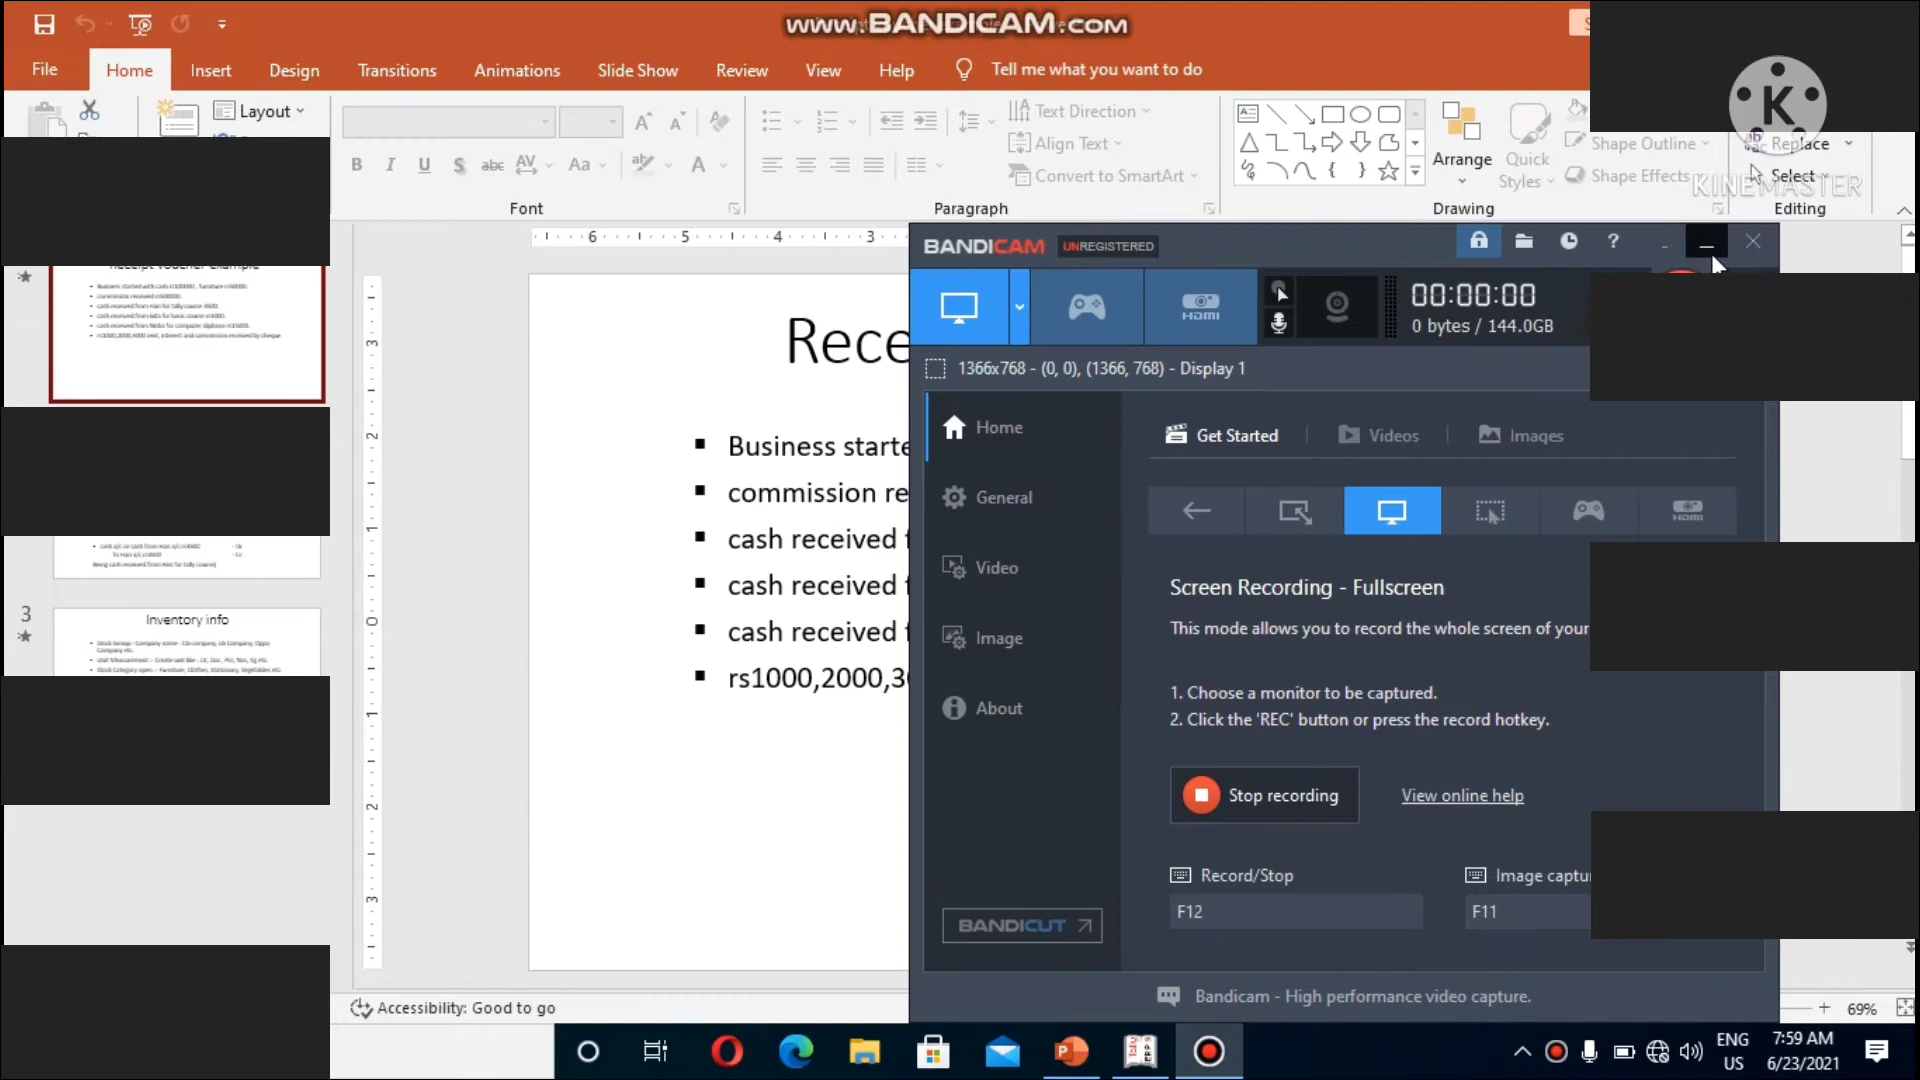 www.BANDICAM.com
File
Home
Insert
Design
Transitions
Animations
Slide Show
Review
View
Help
Tell me what you want to do
Layout
Text Direction
Align Text
Convert to SmartArt
Font
Paragraph
Arrange
Quick
Styles
Shape Outline
Shape Effects
Drawing
Replace
Select
Editing
K
KINEMASTER
Receipt voucher example
3
Inventory info
Rece
Business starte
commission re
cash received f
cash received f
cash received f
rs1000,2000,30
BANDICAM UNREGISTERED
HDMI
00:00:00
0 bytes / 144.0GB
1366x768 - (0, 0), (1366, 768) - Display 1
Home
General
Video
Image
About
BANDICUT
Get Started
Videos
Images
HDMI
Screen Recording - Fullscreen
This mode allows you to record the whole screen of your
1. Choose a monitor to be captured.
2. Click the 'REC' button or press the record hotkey.
Stop recording
View online help
Record/Stop
F12
Image captu
F11
Bandicam - High performance video capture.
Accessibility: Good to go
69%
ENG
US
7:59 AM
6/23/2021